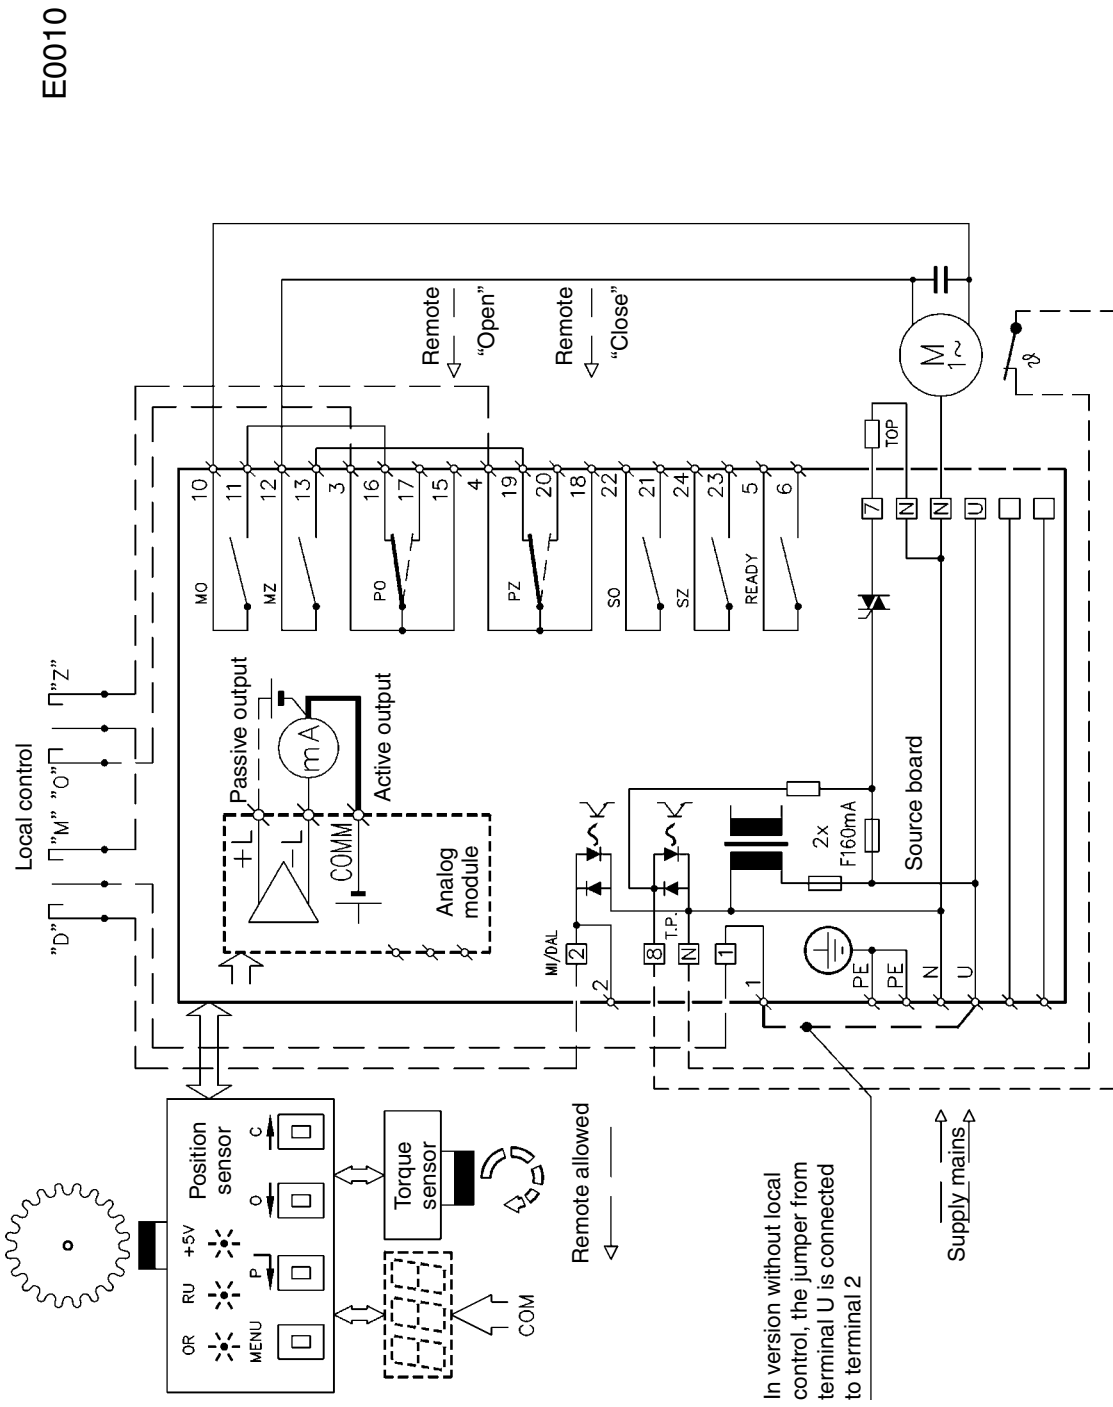 E0010
Local control
"D"
"M"
"O"
"Z"
Position
sensor
OR
RU
+5V
MENU
P
O
C
Torque
sensor
COM
Analog
module
+L
-L
COMM
Passive output
mA
Active output
MO
MZ
PO
PZ
SO
SZ
READY
10
11
12
13
3
16
17
15
4
19
20
18
22
21
24
23
5
6
Remote
"Open"
Remote
"Close"
MI/DAL
2
2
8
T.P.
N
1
1
2x
F160mA
Source board
7
N
N
U
TOP
M
1~
ϑ
PE
PE
N
U
Remote allowed
Supply mains
In version without local
control, the jumper from
terminal U is connected
to terminal 2